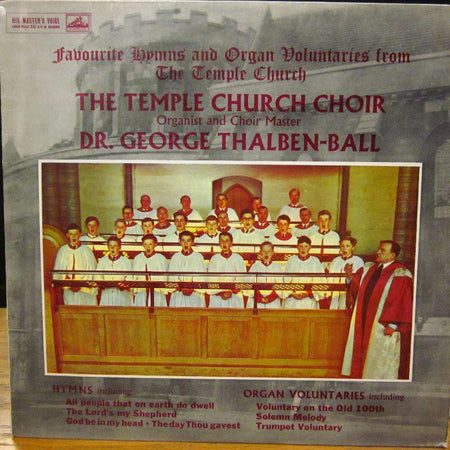 HIS MASTER'S VOICE
Favourite Hymns and Organ Voluntaries from
The Temple Church
THE TEMPLE CHURCH CHOIR
Organist and Choir Master
DR. GEORGE THALBEN-BALL
HYMNS including
All people that on earth do dwell
The Lord's my Shepherd
God be in my head · The day Thou gavest
ORGAN VOLUNTARIES including
Voluntary on the Old 100th
Solemn Melody
Trumpet Voluntary